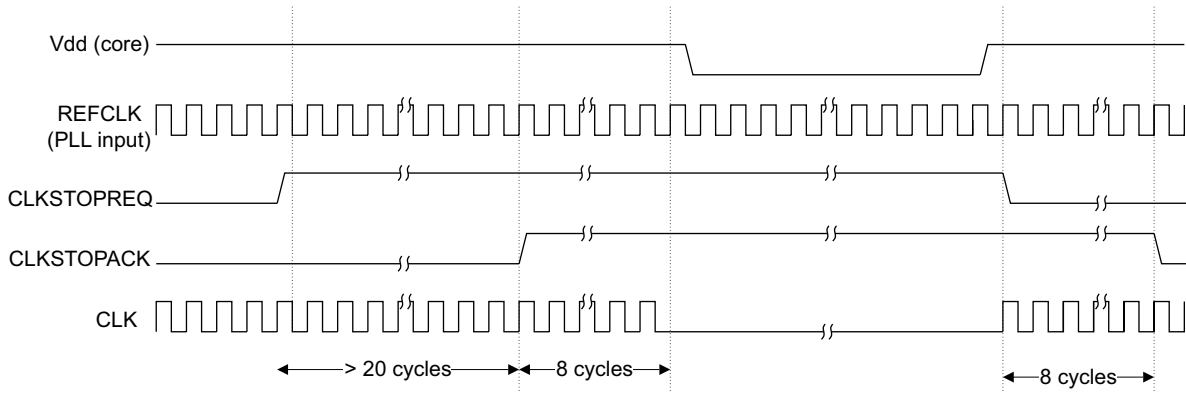 Vdd (core)
REFCLK
(PLL input)
CLKSTOPREQ
CLKSTOPACK
CLK
> 20 cycles
8 cycles
8 cycles